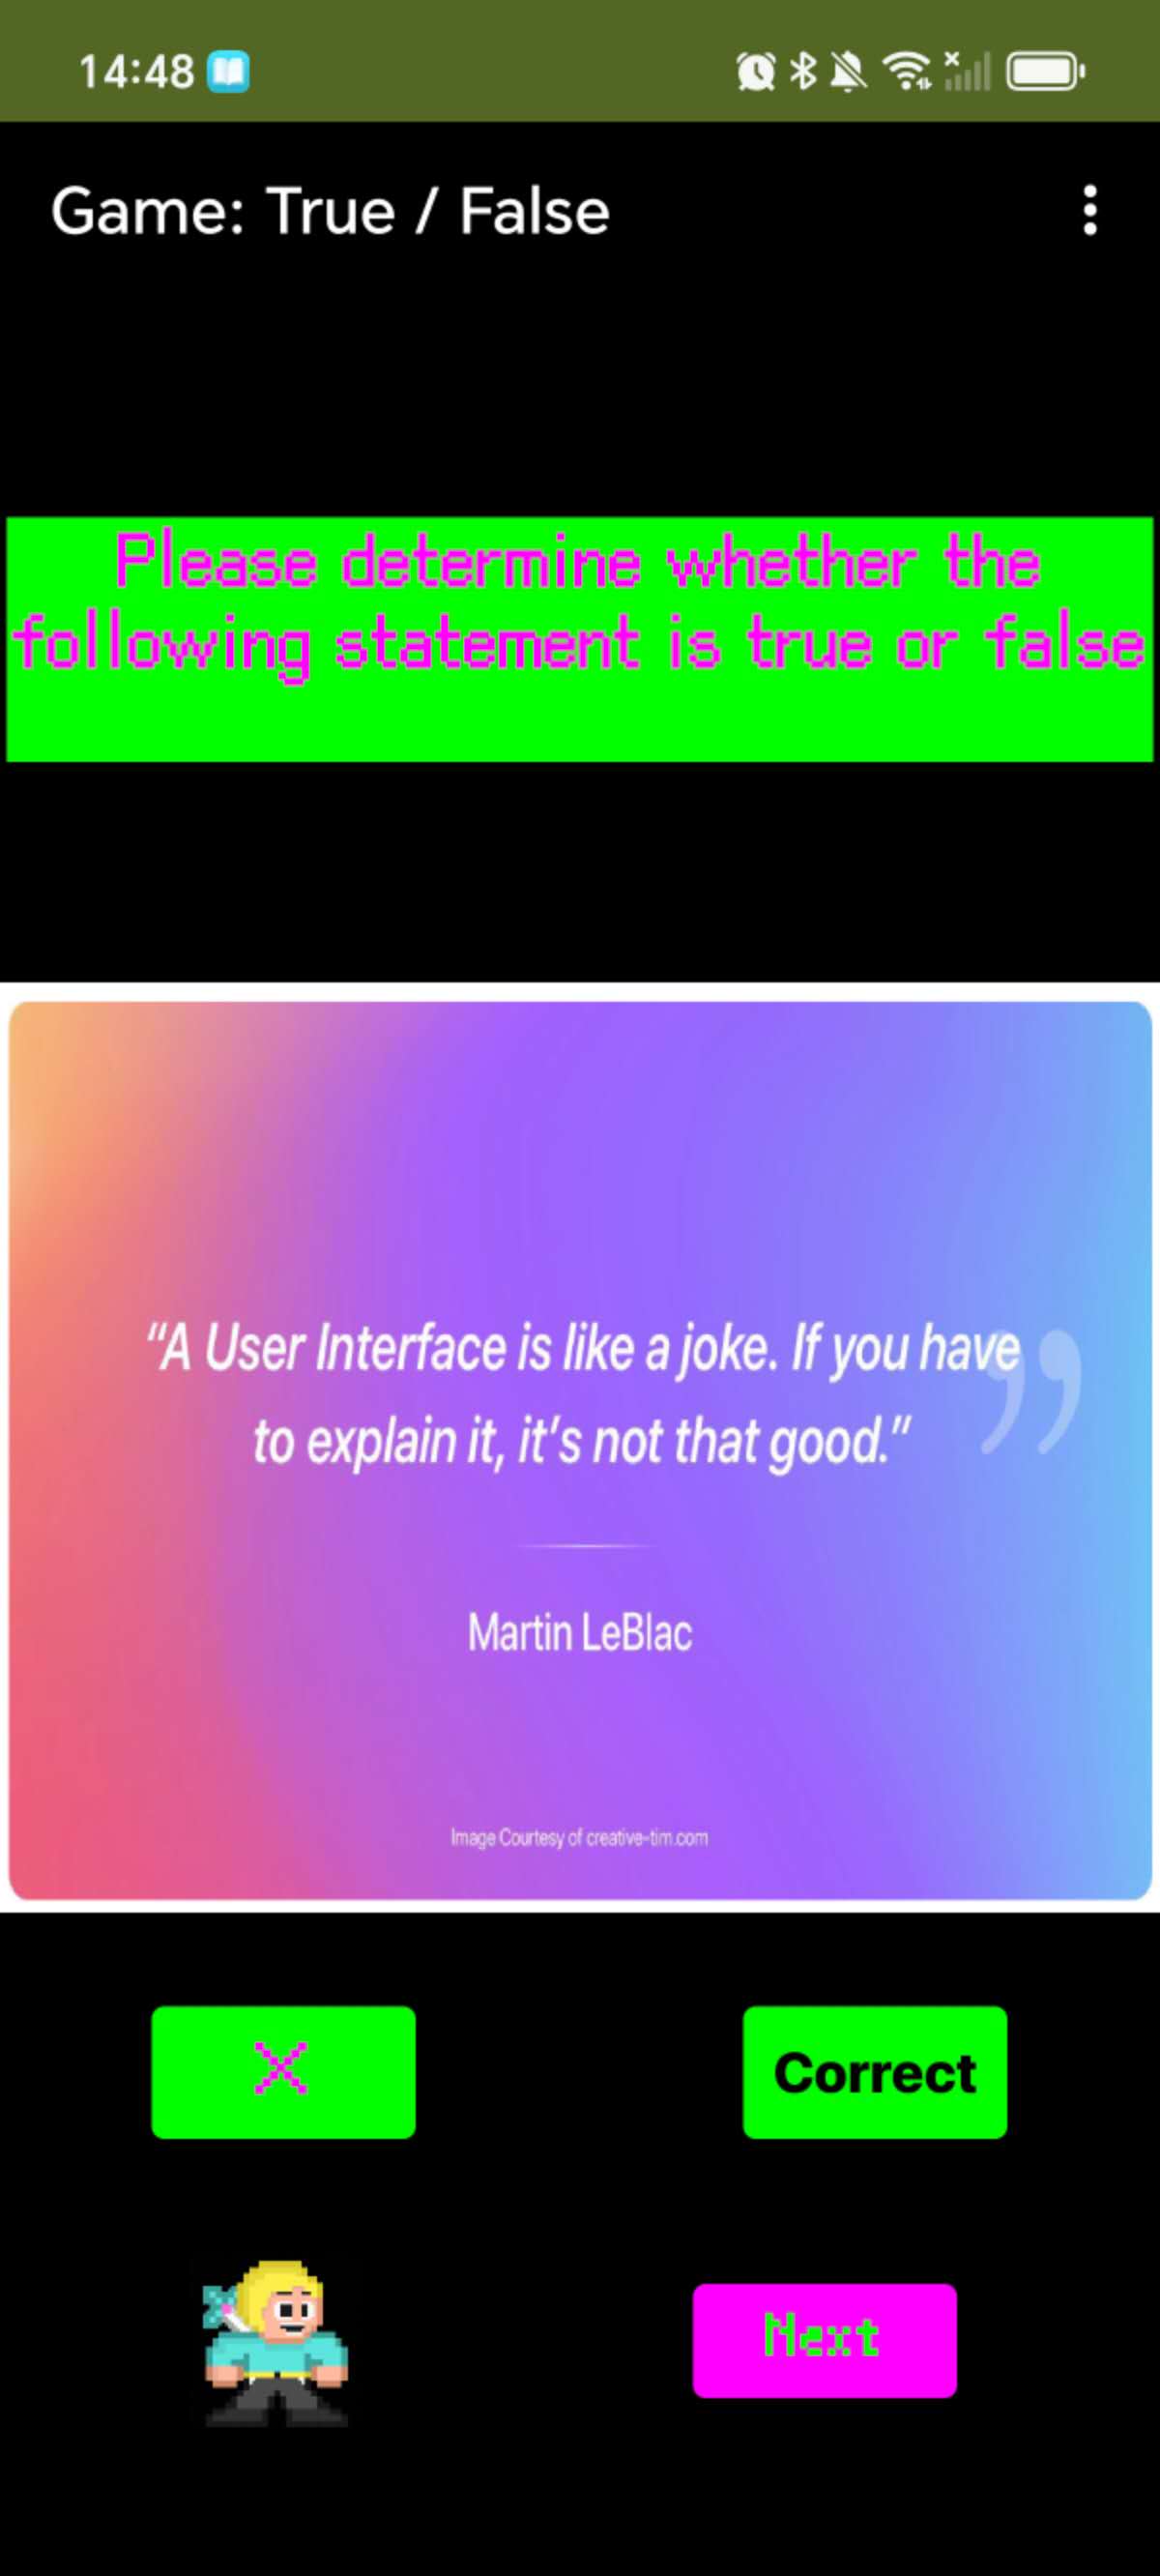 14:48
Game: True / False
Please determine whether the
following statement is true or false
“A User Interface is like a joke. If you have
to explain it, it’s not that good.”
Martin LeBlac
Image Courtesy of creative-tim.com
X
Correct
Next